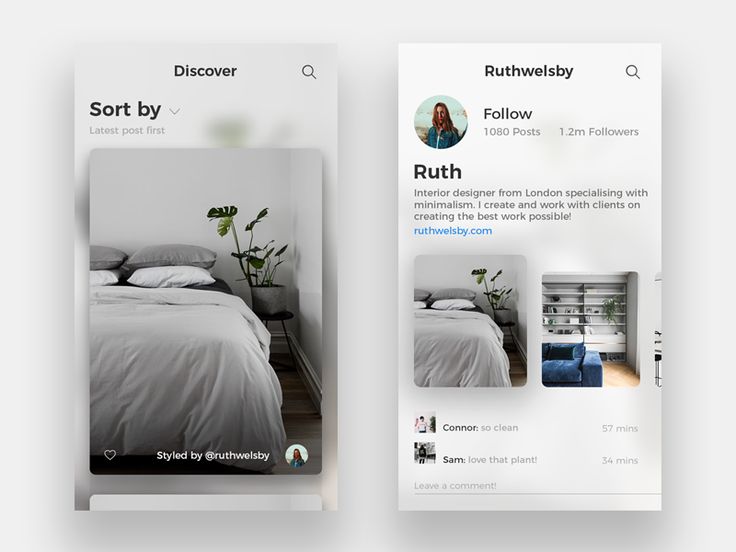 Discover
Sort by
Latest post first
Styled by @ruthwelsby
Ruthwelsby
Follow
1080 Posts 1.2m Followers
Ruth
Interior designer from London specialising with
minimalism. I create and work with clients on
creating the best work possible!
ruthwelsby.com
Connor: so clean 57 mins
Sam: love that plant! 34 mins
Leave a comment!